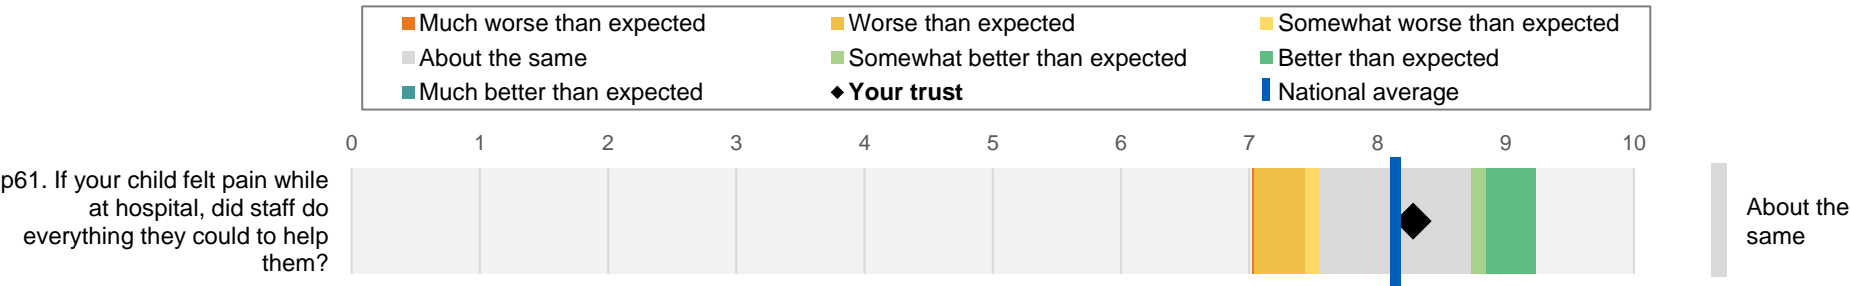 Much worse than expected Worse than expected Somewhat worse than expected
About the same Somewhat better than expected Better than expected
Much better than expected Your trust National average
0 1 2 3 4 5 6 7 8 9 10
p61. If your child felt pain while
at hospital, did staff do
everything they could to help
them?
About the
same